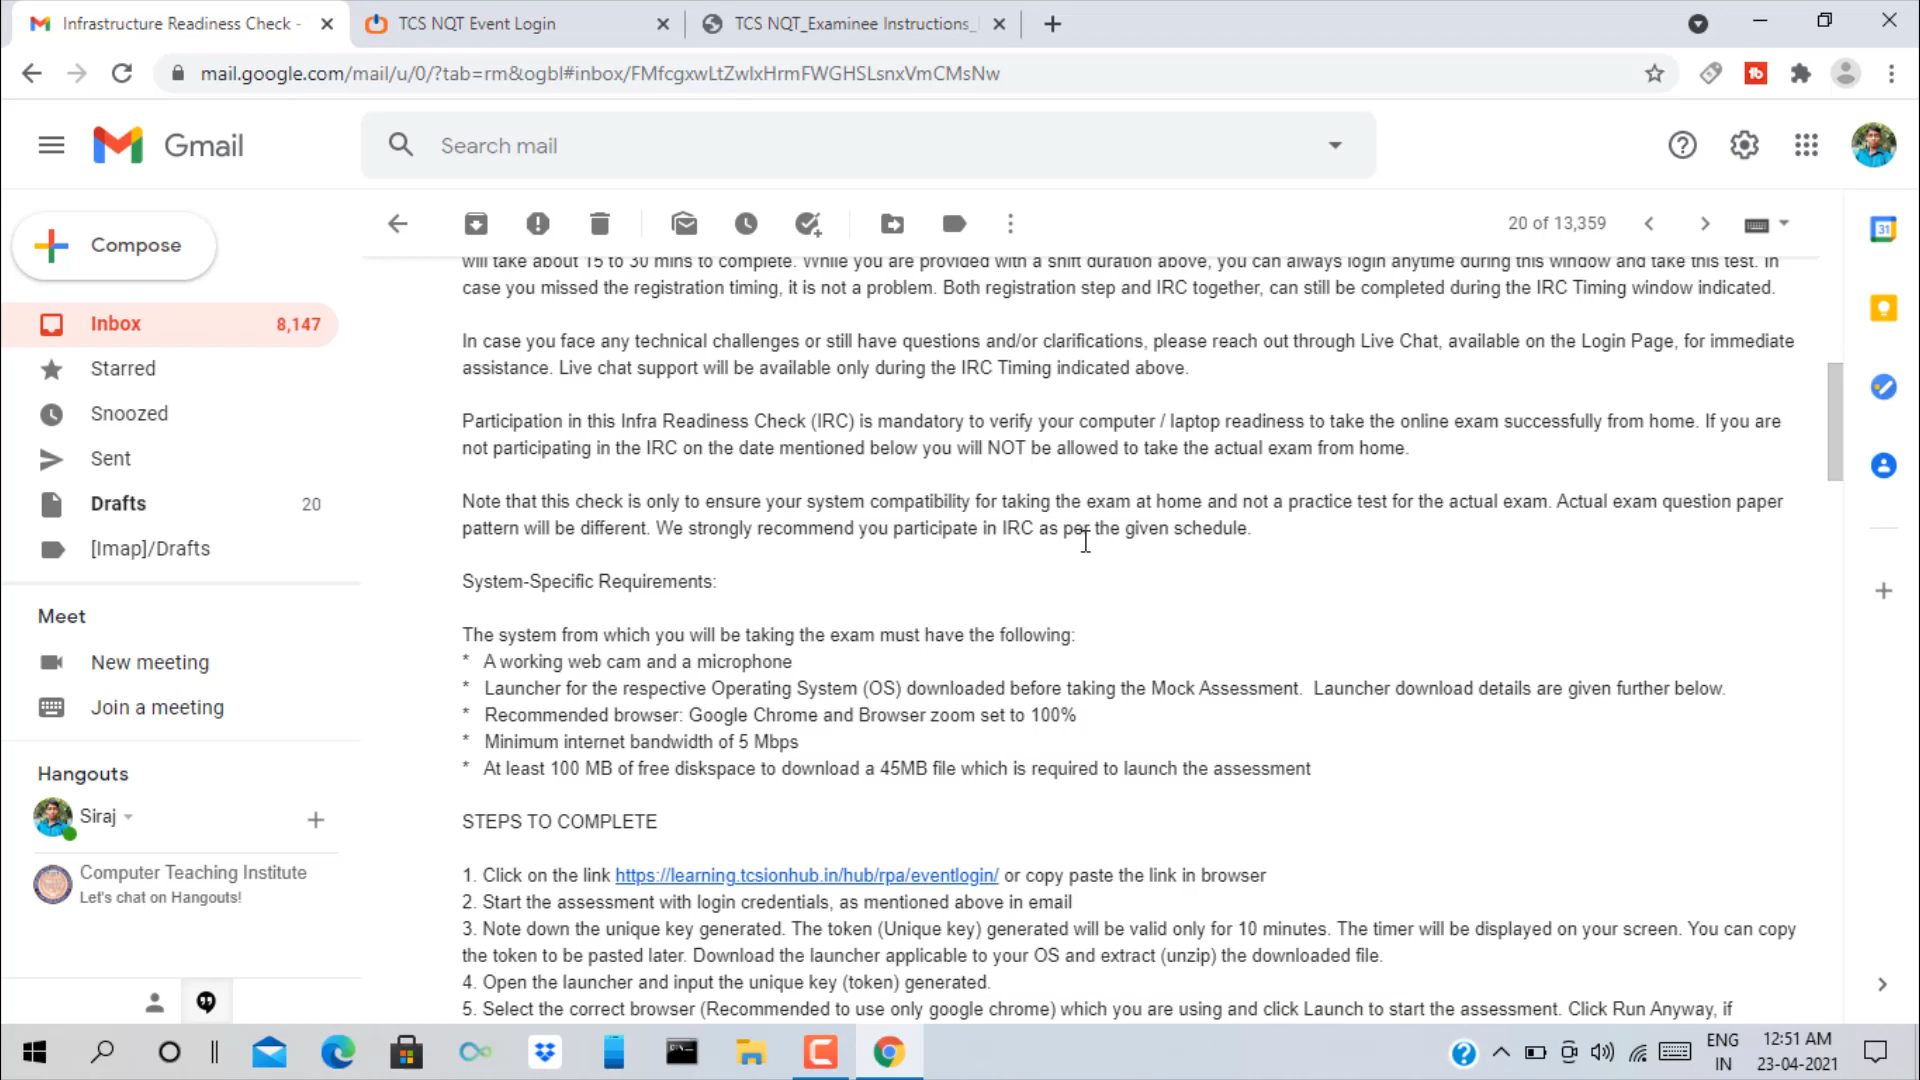 Infrastructure Readiness Check -
TCS NQT Event Login
TCS NQT_Examinee Instructions_
mail.google.com/mail/u/0/?tab=rm&ogbl#inbox/FMfcgxwLtZwlxHrmFWGHSLsnxVmCMsNw
Gmail
Search mail
Compose
20 of 13,359
Inbox 8,147
Starred
Snoozed
Sent
Drafts 20
[Imap]/Drafts
Meet
New meeting
Join a meeting
Hangouts
Siraj
Computer Teaching Institute
Let's chat on Hangouts!
will take about 15 to 30 mins to complete. While you are provided with a shift duration above, you can always login anytime during this window and take this test. In
case you missed the registration timing, it is not a problem. Both registration step and IRC together, can still be completed during the IRC Timing window indicated.
In case you face any technical challenges or still have questions and/or clarifications, please reach out through Live Chat, available on the Login Page, for immediate
assistance. Live chat support will be available only during the IRC Timing indicated above.
Participation in this Infra Readiness Check (IRC) is mandatory to verify your computer / laptop readiness to take the online exam successfully from home. If you are
not participating in the IRC on the date mentioned below you will NOT be allowed to take the actual exam from home.
Note that this check is only to ensure your system compatibility for taking the exam at home and not a practice test for the actual exam. Actual exam question paper
pattern will be different. We strongly recommend you participate in IRC as per the given schedule.
System-Specific Requirements:
The system from which you will be taking the exam must have the following:
* A working web cam and a microphone
* Launcher for the respective Operating System (OS) downloaded before taking the Mock Assessment. Launcher download details are given further below.
* Recommended browser: Google Chrome and Browser zoom set to 100%
* Minimum internet bandwidth of 5 Mbps
* At least 100 MB of free diskspace to download a 45MB file which is required to launch the assessment
STEPS TO COMPLETE
1. Click on the link https://learning.tcsionhub.in/hub/rpa/eventlogin/ or copy paste the link in browser
2. Start the assessment with login credentials, as mentioned above in email
3. Note down the unique key generated. The token (Unique key) generated will be valid only for 10 minutes. The timer will be displayed on your screen. You can copy
the token to be pasted later. Download the launcher applicable to your OS and extract (unzip) the downloaded file.
4. Open the launcher and input the unique key (token) generated.
5. Select the correct browser (Recommended to use only google chrome) which you are using and click Launch to start the assessment. Click Run Anyway, if
31
ENG
IN
12:51 AM
23-04-2021